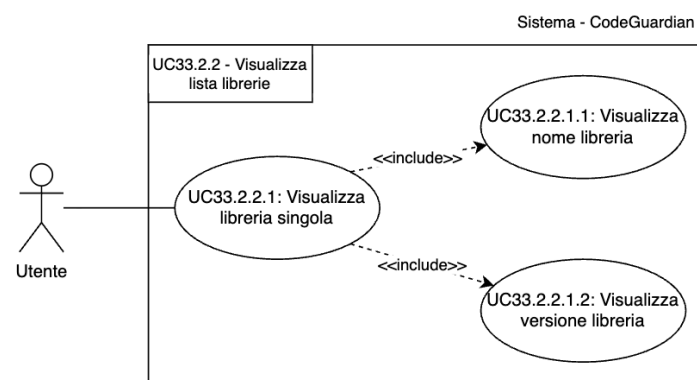 Sistema - CodeGuardian
UC33.2.2 - Visualizza
lista librerie
UC33.2.2.1.1: Visualizza
nome libreria
<<include>>
UC33.2.2.1: Visualizza
libreria singola
Utente
<<include>>
UC33.2.2.1.2: Visualizza
versione libreria